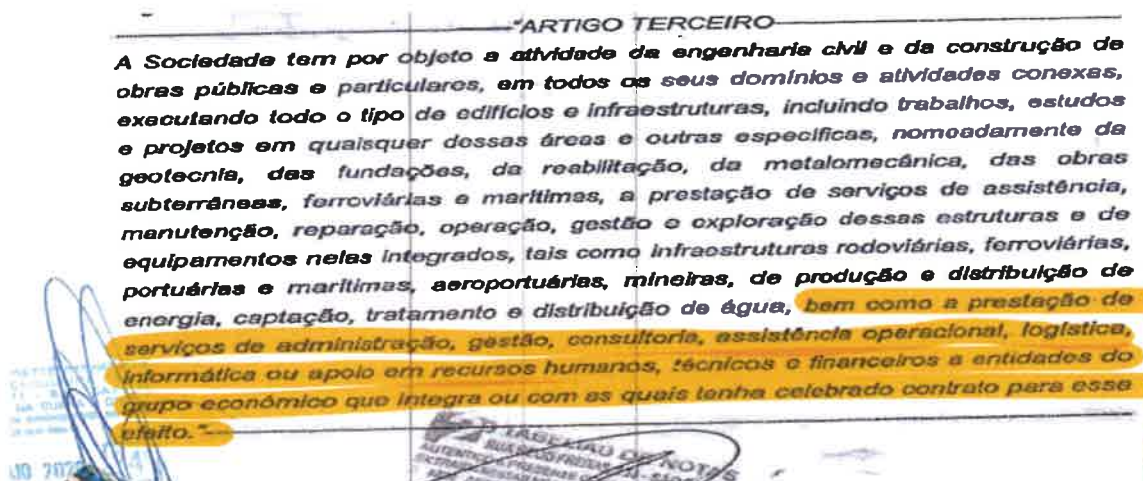 "ARTIGO TERCEIRO
A Sociedade tem por objeto a atividade da engenharia civil e da construção de
obras públicas e particulares, em todos os seus domínios e atividades conexas,
executando todo o tipo de edifícios e infraestruturas, incluindo trabalhos, estudos
e projetos em quaisquer dessas áreas e outras específicas, nomeadamente da
geotecnia, das fundações, da reabilitação, da metalomecânica, das obras
subterrâneas, ferroviárias e marítimas, a prestação de serviços de assistência,
manutenção, reparação, operação, gestão e exploração dessas estruturas e de
equipamentos nelas integrados, tais como infraestruturas rodoviárias, ferroviárias,
portuárias e marítimas, aeroportuárias, mineiras, de produção e distribuição de
energia, captação, tratamento e distribuição de água, bem como a prestação de
serviços de administração, gestão, consultoria, assistência operacional, logística,
informática ou apoio em recursos humanos, técnicos e financeiros a entidades do
grupo económico que integra ou com as quais tenha celebrado contrato para esse
efeito."
TABELIÃO DE NOTAS